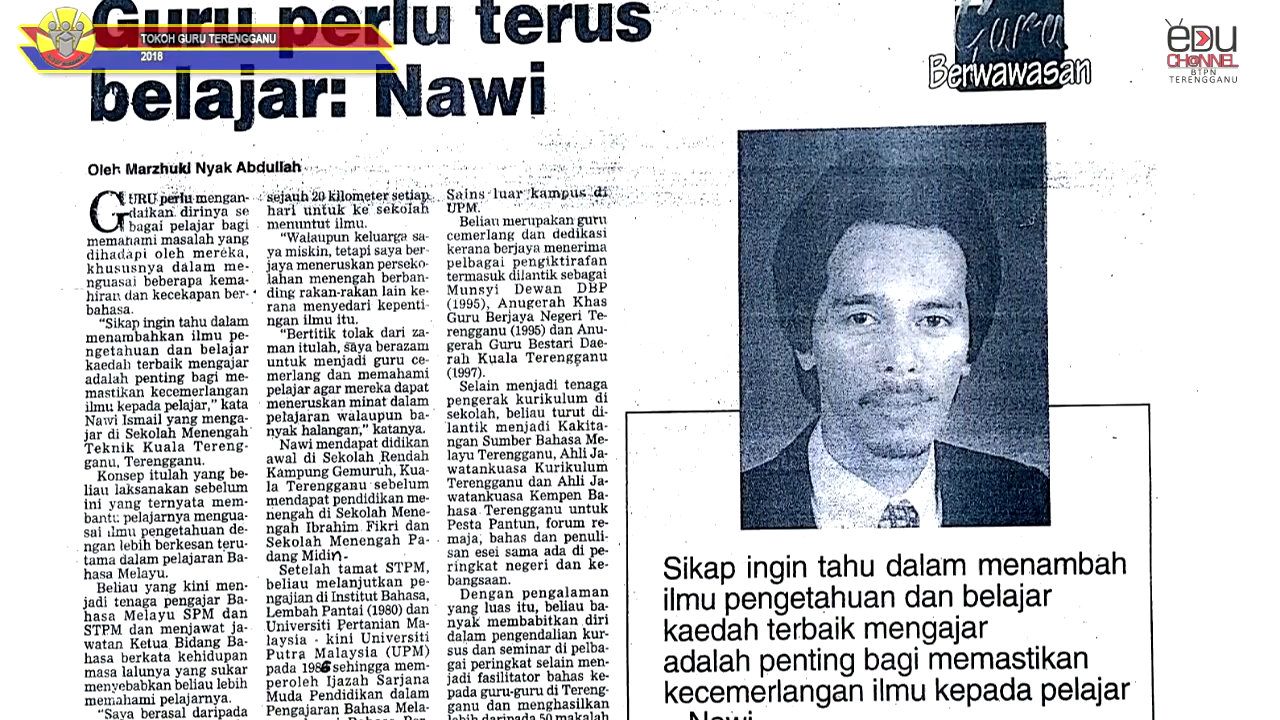 Guru perlu terus
belajar: Nawi
TOKOH GURU TERENGGANU
2018
Guru
Berwawasan
EDU
CHANNEL
BTPN
TERENGGANU
Oleh Marzhuki Nyak Abdullah
GURU perlu mengan-
daikan dirinya se
bagai pelajar bagi
memahami masalah yang
dihadapi oleh mereka,
khususnya dalam me-
nguasai beberapa kema-
hiran dan kecekapan ber-
bahasa.
"Sikap ingin tahu dalam
menambahkan ilmu pe-
ngetahuan dan belajar
kaedah terbaik mengajar
adalah penting bagi me-
mastikan kecemerlangan
ilmu kepada pelajar," kata
Nawi Ismail yang menga-
jar di Sekolah Menengah
Teknik Kuala Tereng-
ganu, Terengganu.
Konsep itulah yang be-
liau laksanakan sebelum
ini yang ternyata mem-
bantu pelajarnya mengua-
sai ilmu pengetahuan de-
ngan lebih berkesan teru-
tama dalam pelajaran Ba-
hasa Melayu.
Beliau yang kini men-
jadi tenaga pengajar Ba-
hasa Melayu SPM dan
STPM dan menjawat ja-
watan Ketua Bidang Ba-
hasa berkata kehidupan
masa lalunya yang sukar
menyebabkan beliau lebih
memahami pelajarnya.
"Saya berasal daripada
sejauh 20 kilometer setiap
hari untuk ke sekolah
menuntut ilmu.
"Walaupun keluarga sa-
ya miskin, tetapi saya ber-
jaya meneruskan perseko-
lahan menengah berban-
ding rakan-rakan lain ke-
rana menyedari kepenti-
ngan ilmu itu.
"Bertitik tolak dari za-
man itulah, saya berazam
untuk menjadi guru ce-
merlang dan memahami
pelajar agar mereka dapat
meneruskan minat dalam
pelajaran walaupun ba-
nyak halangan," katanya.
Nawi mendapat didikan
awal di Sekolah Rendah
Kampung Gemuruh, Kua-
la Terengganu sebelum
mendapat pendidikan me-
nengah di Sekolah Mene-
ngah Ibrahim Fikri dan
Sekolah Menengah Pa-
dang Midin.
Setelah tamat STPM,
beliau melanjutkan pe-
ngajian di Institut Bahasa,
Lembah Pantai (1980) dan
Universiti Pertanian Ma-
laysia - kini Universiti
Putra Malaysia (UPM)
pada 1986 sehingga mem-
peroleh Ijazah Sarjana
Muda Pendidikan dalam
Pengajaran Bahasa Mela-
Sains luar kampus di
UPM.
Beliau merupakan guru
cemerlang dan dedikasi
kerana berjaya menerima
pelbagai pengiktirafan
termasuk dilantik sebagai
Munsyi Dewan DBP
(1995), Anugerah Khas
Guru Berjaya Negeri Te-
rengganu (1995) dan Anu-
gerah Guru Bestari Dae-
rah Kuala Terengganu
(1997).
Selain menjadi tenaga
pengerak kurikulum di
sekolah, beliau turut di-
lantik menjadi Kakita-
ngan Sumber Bahasa Me-
layu Terengganu, Ahli Ja-
watankuasa Kurikulum
Terengganu dan Ahli Ja-
watankuasa Kempen Ba-
hasa Terengganu untuk
Pesta Pantun, forum re-
maja, bahas dan penuli-
san esei sama ada di pe-
ringkat negeri dan ke-
bangsaan.
Dengan pengalaman
yang luas itu, beliau ba-
nyak membabitkan diri
dalam pengendalian kur-
sus dan seminar di pelba-
gai peringkat selain men-
jadi fasilitator bahas ke-
pada guru-guru di Tereng-
ganu dan menghasilkan
lebih daripada 50 makalah
Sikap ingin tahu dalam menambah
ilmu pengetahuan dan belajar
kaedah terbaik mengajar
adalah penting bagi memastikan
kecemerlangan ilmu kepada pelajar
- Nawi